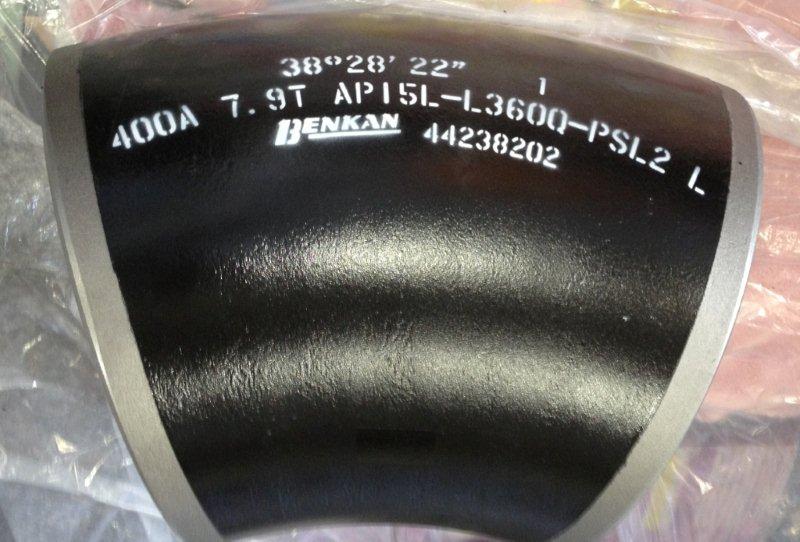 38°28′22″
1
400A 7.9T API5L-L360Q-PSL2 L
BENKAN 44238202